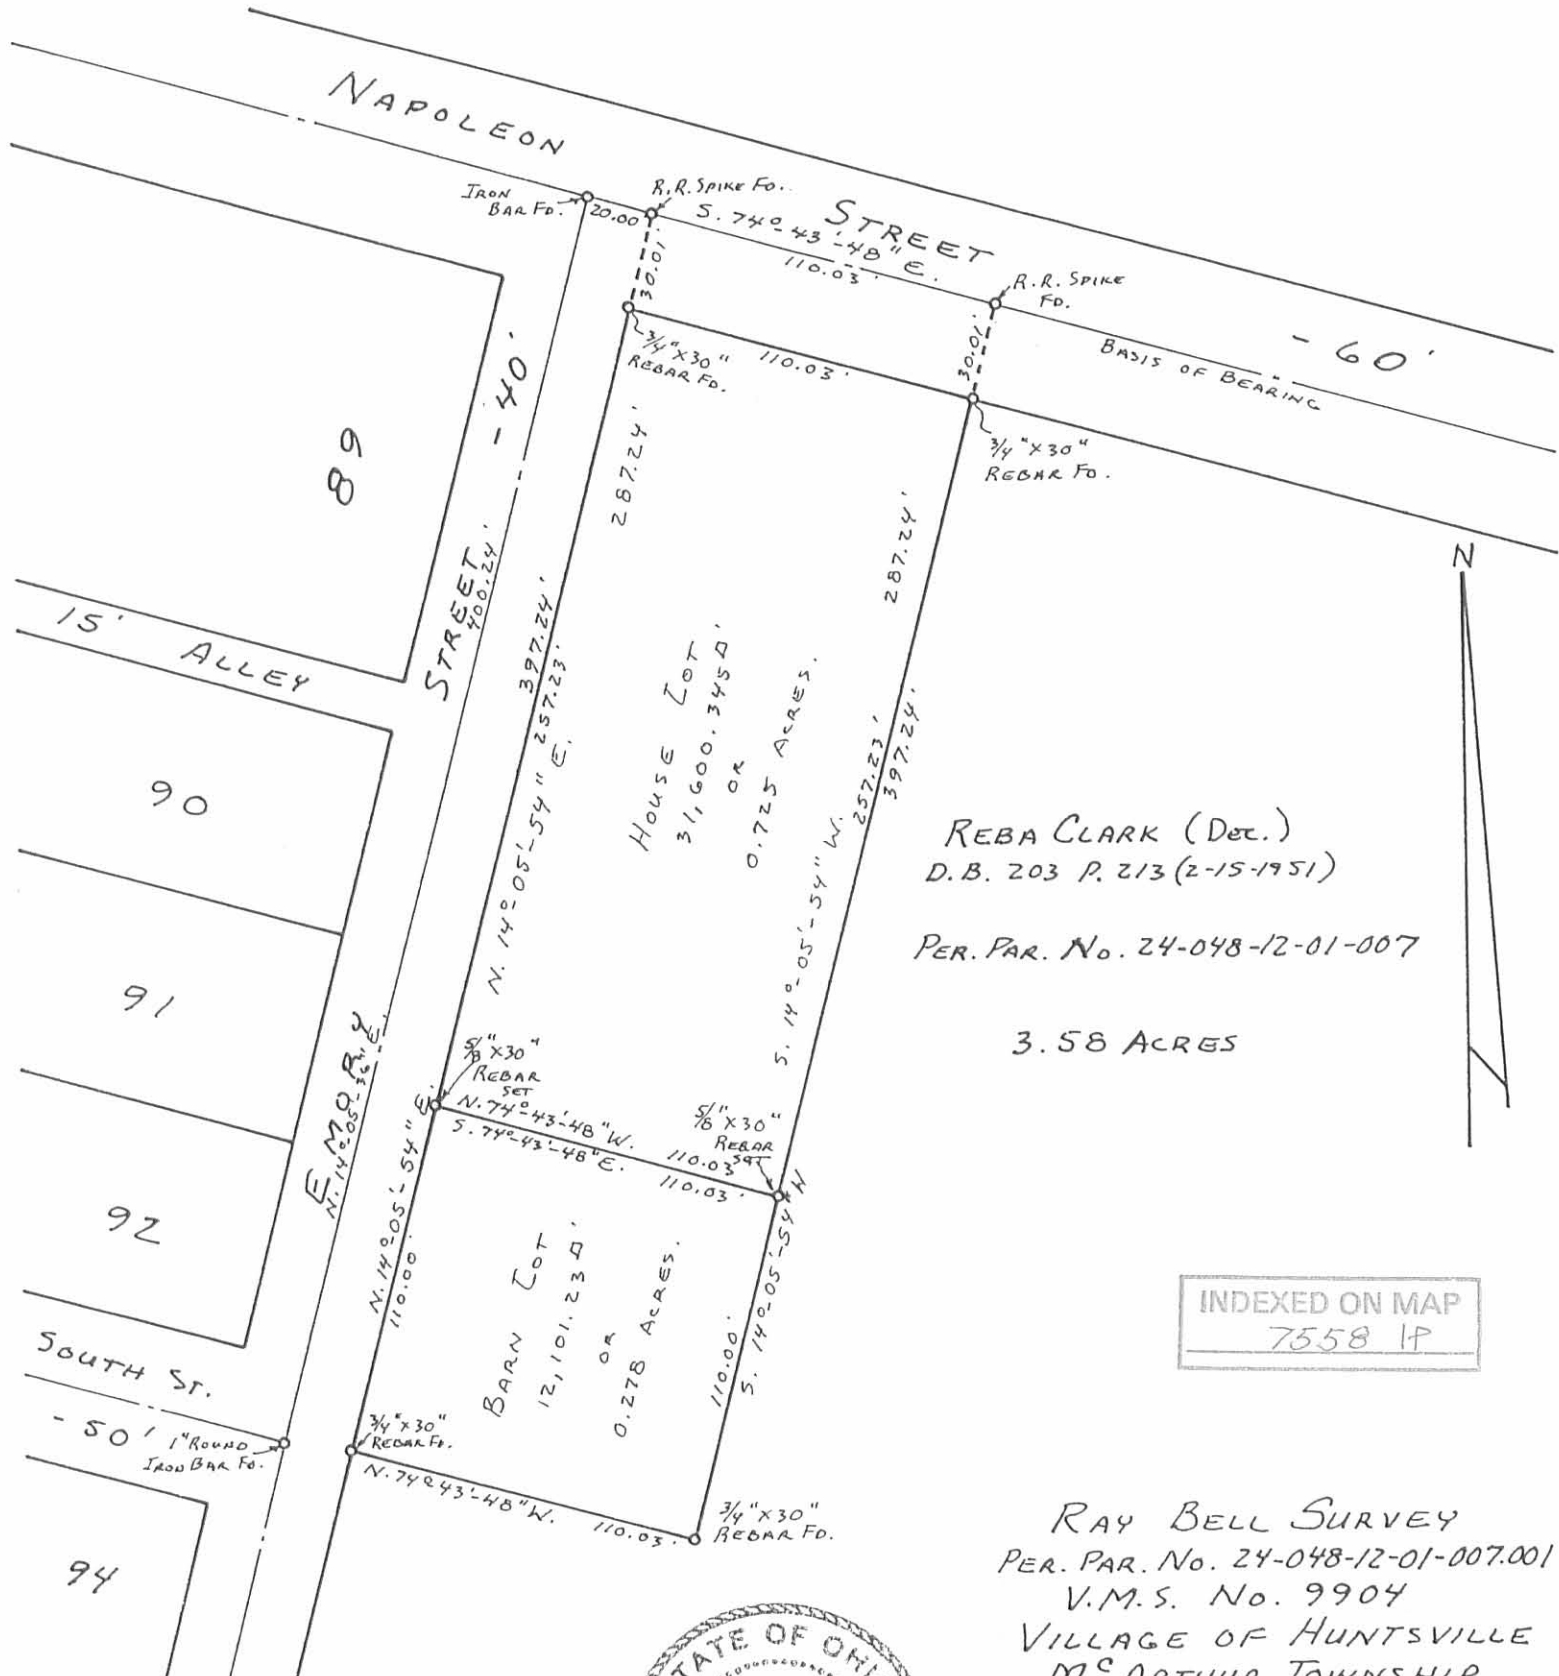 NAPOLEON
STREET
- 60'
IRON
BAR FD.
20.00
R.R. SPIKE FD.
S. 74°-43'-48" E.
110.03'
R.R. SPIKE
FD.
BASIS OF BEARING
30.01'
30.01'
3/4" x 30"
REBAR FD.
110.03'
3/4" x 30"
REBAR FD.
- 40'
89
287.24'
287.24'
N
STREET
400.24'
15' ALLEY
397.24'
257.23'
N. 14°-05'-54" E.
HOUSE LOT
31,600.345 □'
OR
0.725 ACRES.
257.23'
397.24'
S. 14°-05'-54" W.
90
REBA CLARK (DEC.)
D.B. 203 P. 213 (2-15-1951)
PER. PAR. No. 24-048-12-01-007
3.58 ACRES
91
EMORY
N. 14°-05'-36" E.
5/8" x 30"
REBAR
SET
N. 74°-43'-48" W.
110.03'
S. 74°-43'-48" E.
110.03'
5/8" x 30"
REBAR
SET
92
N. 14°-05'-54" E.
110.00'
BARN LOT
12,101.23 □'
OR
0.278 ACRES.
110.00'
S. 14°-05'-54" W
INDEXED ON MAP
7558 IP
SOUTH ST.
- 50'
1" ROUND
IRON BAR FD.
3/4" x 30"
REBAR FD.
N. 74°43'-48" W.
110.03'
3/4" x 30"
REBAR FD.
94
RAY BELL SURVEY
PER. PAR. No. 24-048-12-01-007.001
V.M.S. No. 9904
VILLAGE OF HUNTSVILLE
McARTHUR TOWNSHIP
STATE OF OHIO